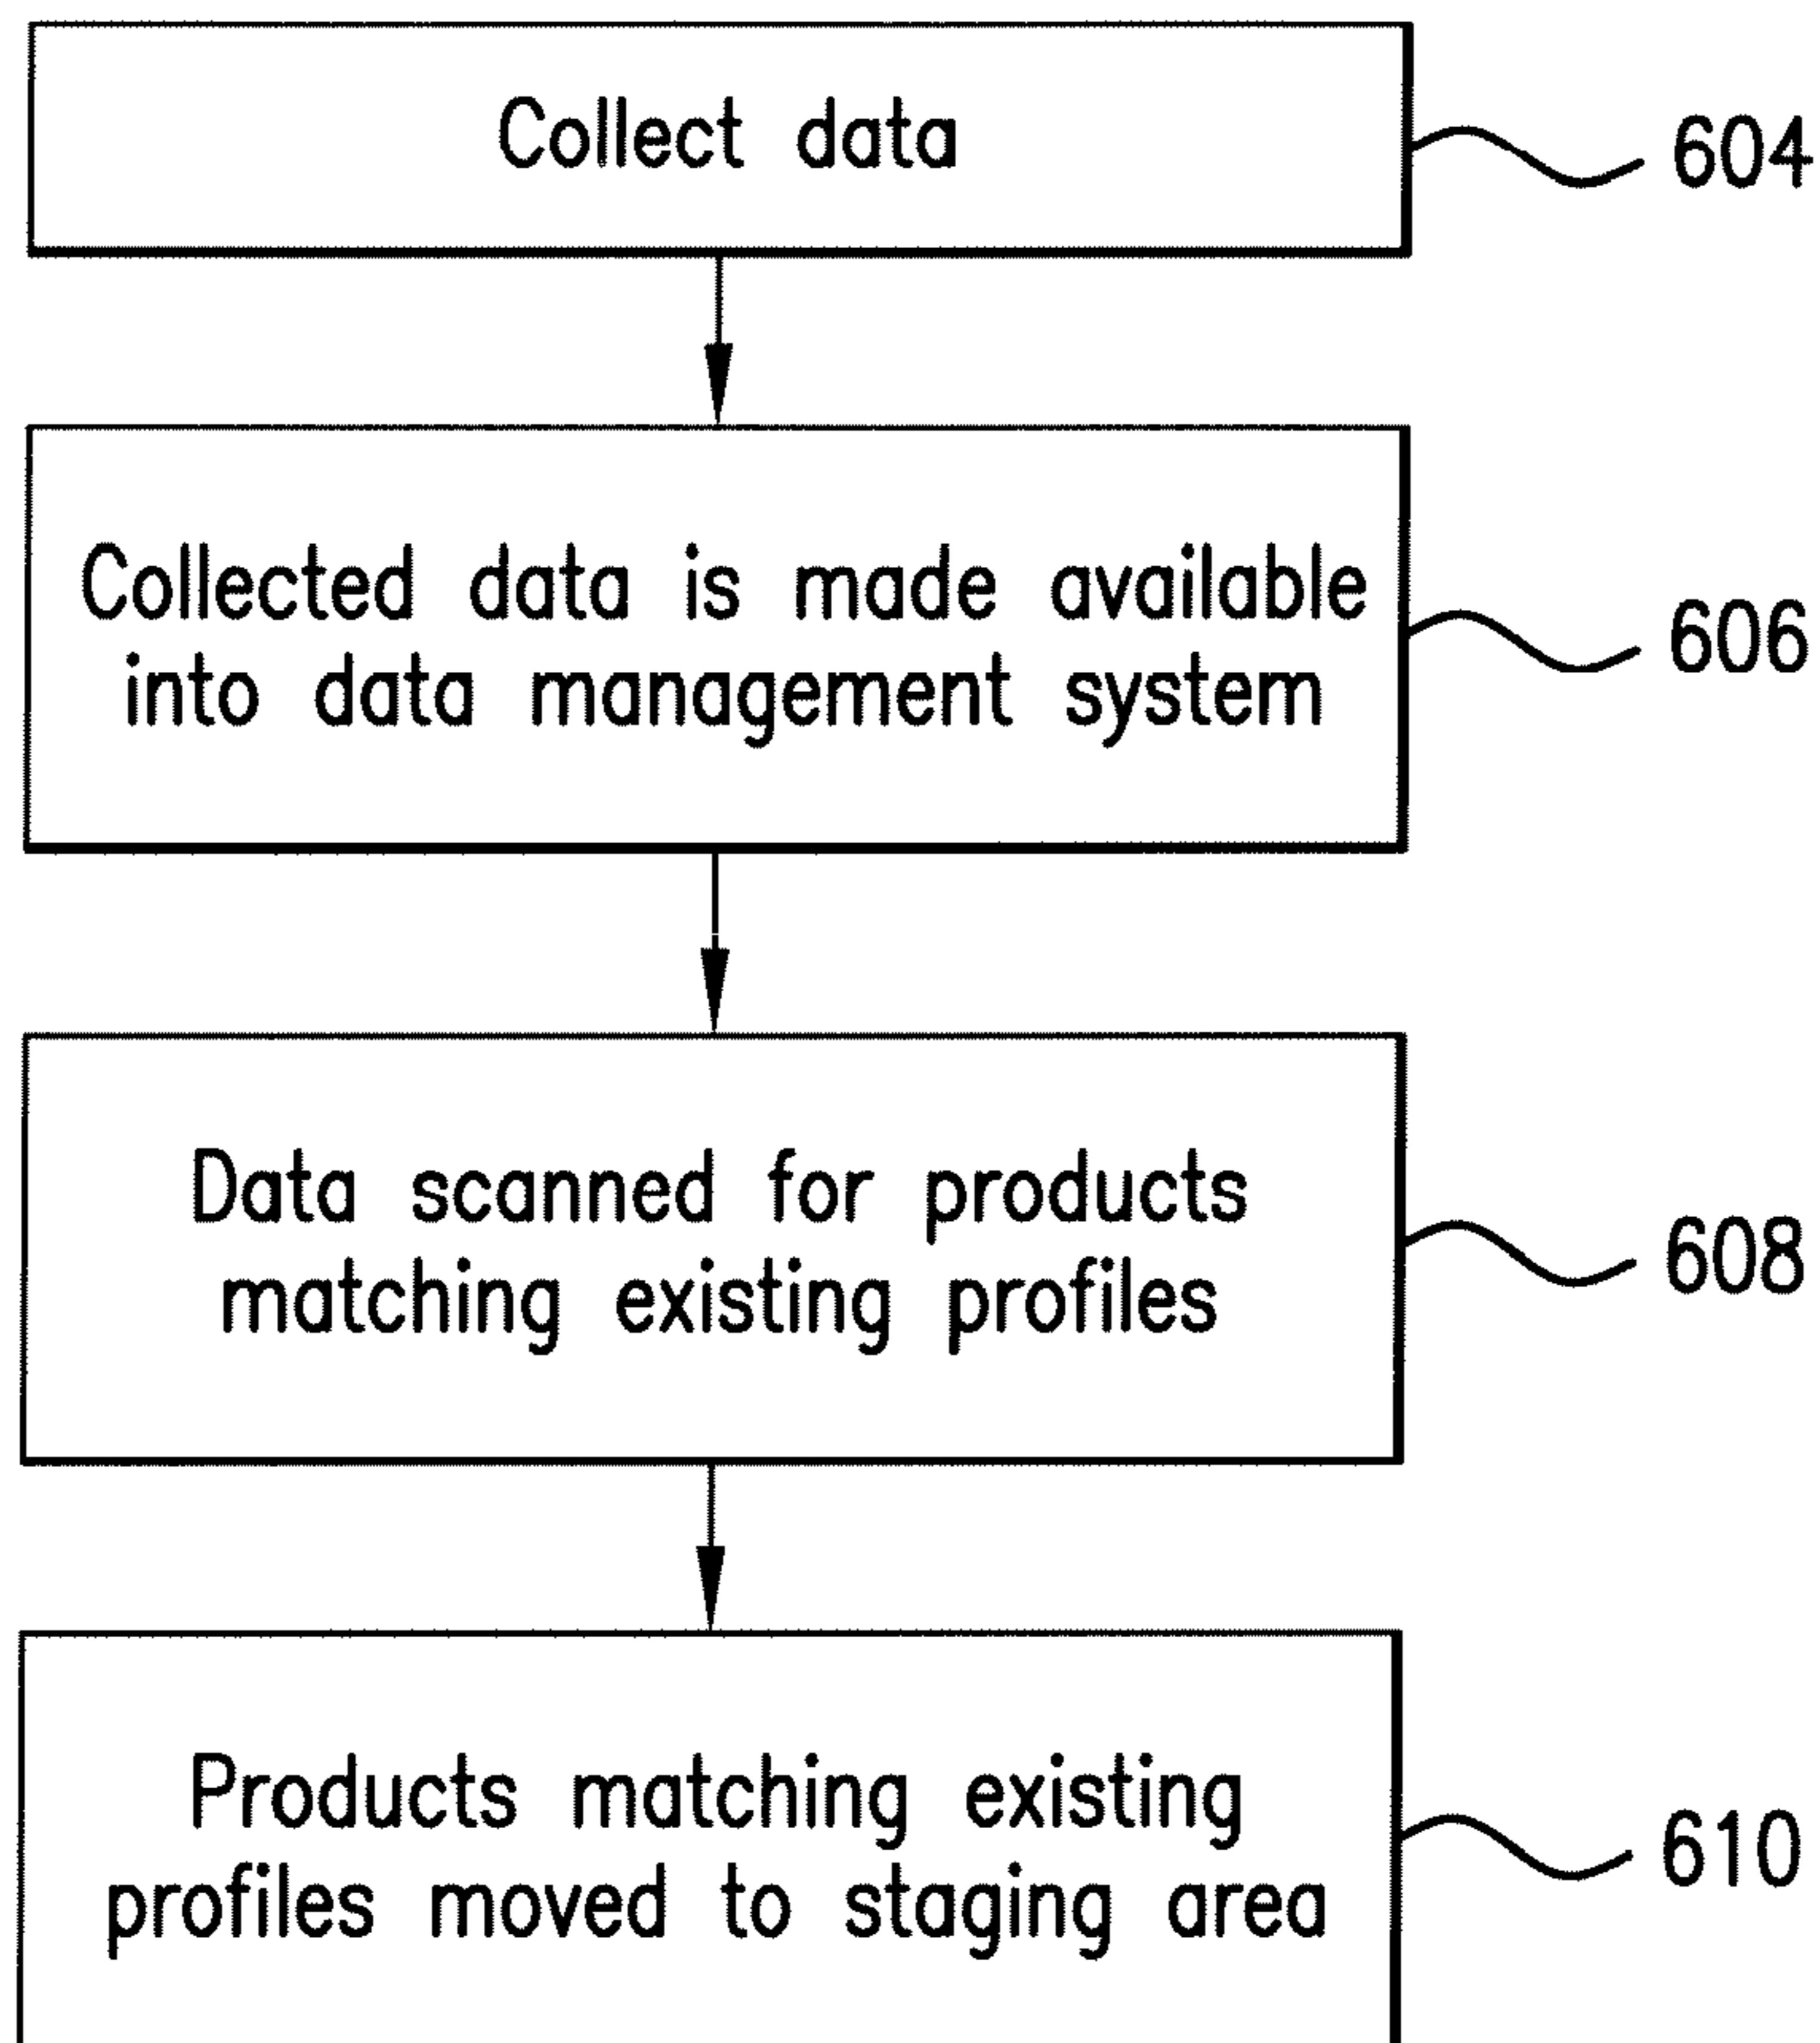 Collect data
604
Collected data is made available
into data management system
606
Data scanned for products
matching existing profiles
608
Products matching existing
profiles moved to staging area
610